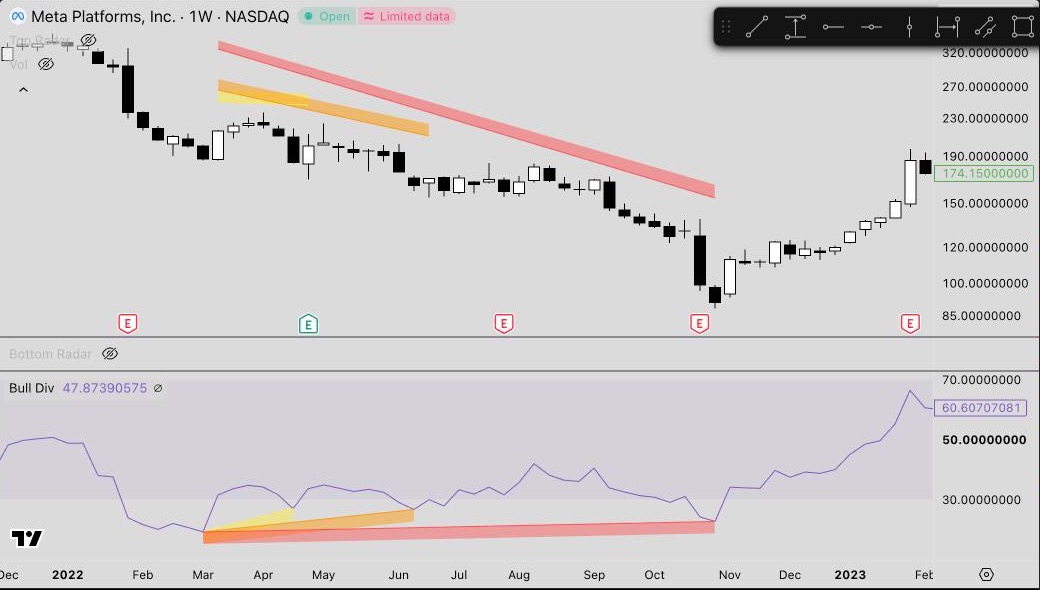 Meta Platforms, Inc. · 1W · NASDAQ
Open
Limited data
Top Radar
Vol
320.00000000
270.00000000
230.00000000
190.00000000
174.15000000
150.00000000
120.00000000
100.00000000
85.00000000
E
E
E
E
E
Bottom Radar
Bull Div 47.87390575 ∅
70.00000000
60.60707081
50.00000000
30.00000000
Dec
2022
Feb
Mar
Apr
May
Jun
Jul
Aug
Sep
Oct
Nov
Dec
2023
Feb